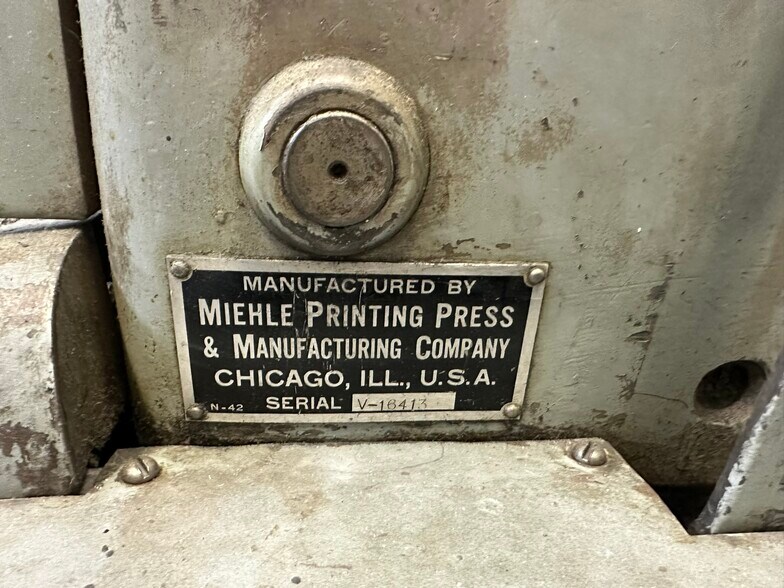 MANUFACTURED BY
MIEHLE PRINTING PRESS
& MANUFACTURING COMPANY
CHICAGO, ILL., U.S.A.
N-42 SERIAL V-16413